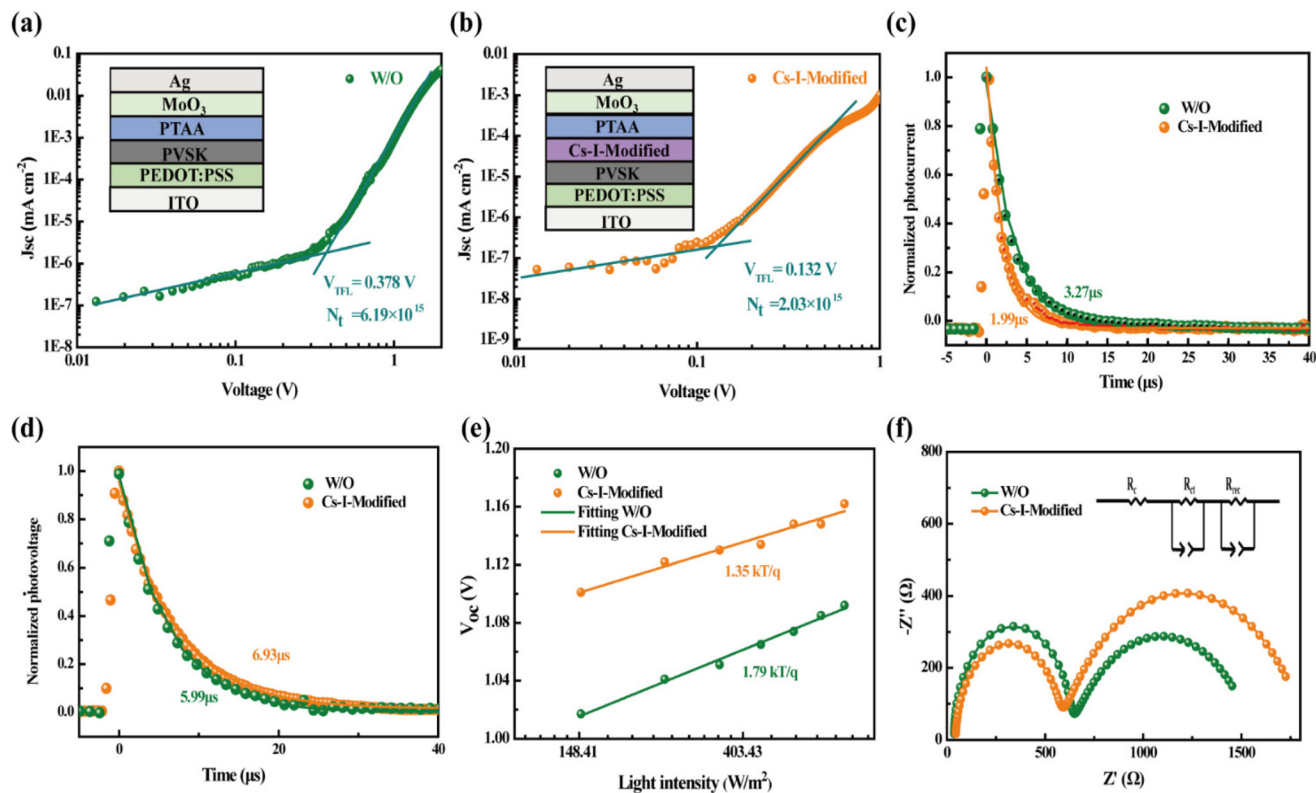 (a)
0.1
0.01
1E-3
1E-4
1E-5
1E-6
1E-7
1E-8
1E-9
Jsc (mA cm-2)
Ag
MoO3
PTAA
PVSK
PEDOT:PSS
ITO
W/O
VTFL= 0.378 V
Nt =6.19×10 15
0.01
0.1
1
Voltage (V)
(b)
0.01
1E-3
1E-4
1E-5
1E-6
1E-7
1E-8
1E-9
Jsc (mA cm-2)
Ag
MoO3
PTAA
Cs-I-Modified
PVSK
PEDOT:PSS
ITO
Cs-I-Modified
VTFL= 0.132 V
Nt =2.03×10 15
0.01
0.1
1
Voltage (V)
(c)
1.0
0.8
0.6
0.4
0.2
0.0
Normalized photocurrent
W/O
Cs-I-Modified
3.27μs
1.99μs
-5 0 5 10 15 20 25 30 35 40
Time (μs)
(d)
1.0
0.8
0.6
0.4
0.2
0.0
Normalized photovoltage
W/O
Cs-I-Modified
6.93μs
5.99μs
0 20 40
Time (μs)
(e)
1.20
1.16
1.12
1.08
1.04
1.00
VOC (V)
W/O
Cs-I-Modified
Fitting W/O
Fitting Cs-I-Modified
1.35 kT/q
1.79 kT/q
148.41 403.43
Light intensity (W/m2)
(f)
800
600
400
200
0
-Z'' (Ω)
W/O
Cs-I-Modified
Rc Rct Rrec
0 500 1000 1500
Z' (Ω)